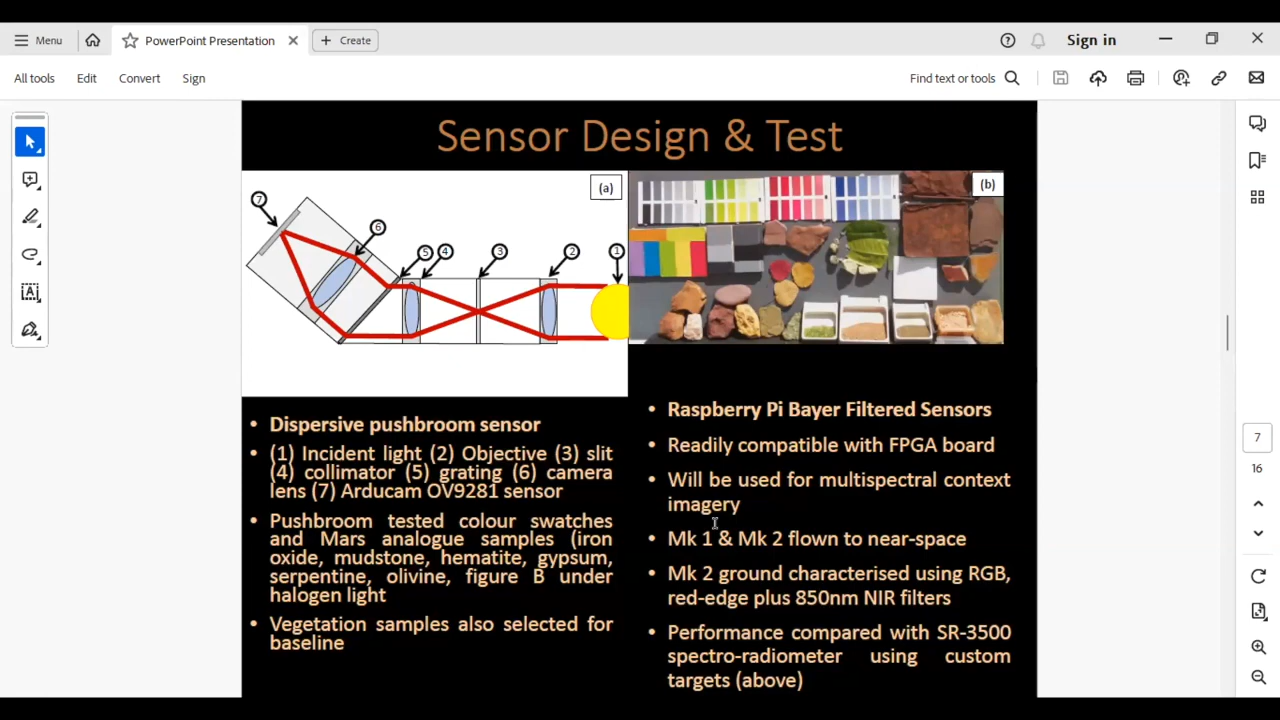 Menu
PowerPoint Presentation
Create
Sign in
All tools
Edit
Convert
Sign
Find text or tools
Sensor Design & Test
(a)
7
6
5
4
3
2
1
(b)
• Dispersive pushbroom sensor
• (1) Incident light (2) Objective (3) slit
(4) collimator (5) grating (6) camera
lens (7) Arducam OV9281 sensor
• Pushbroom tested colour swatches
and Mars analogue samples (iron
oxide, mudstone, hematite, gypsum,
serpentine, olivine, figure B under
halogen light
• Vegetation samples also selected for
baseline
• Raspberry Pi Bayer Filtered Sensors
• Readily compatible with FPGA board
• Will be used for multispectral context
imagery
• Mk 1 & Mk 2 flown to near-space
• Mk 2 ground characterised using RGB,
red-edge plus 850nm NIR filters
• Performance compared with SR-3500
spectro-radiometer using custom
targets (above)
7
16